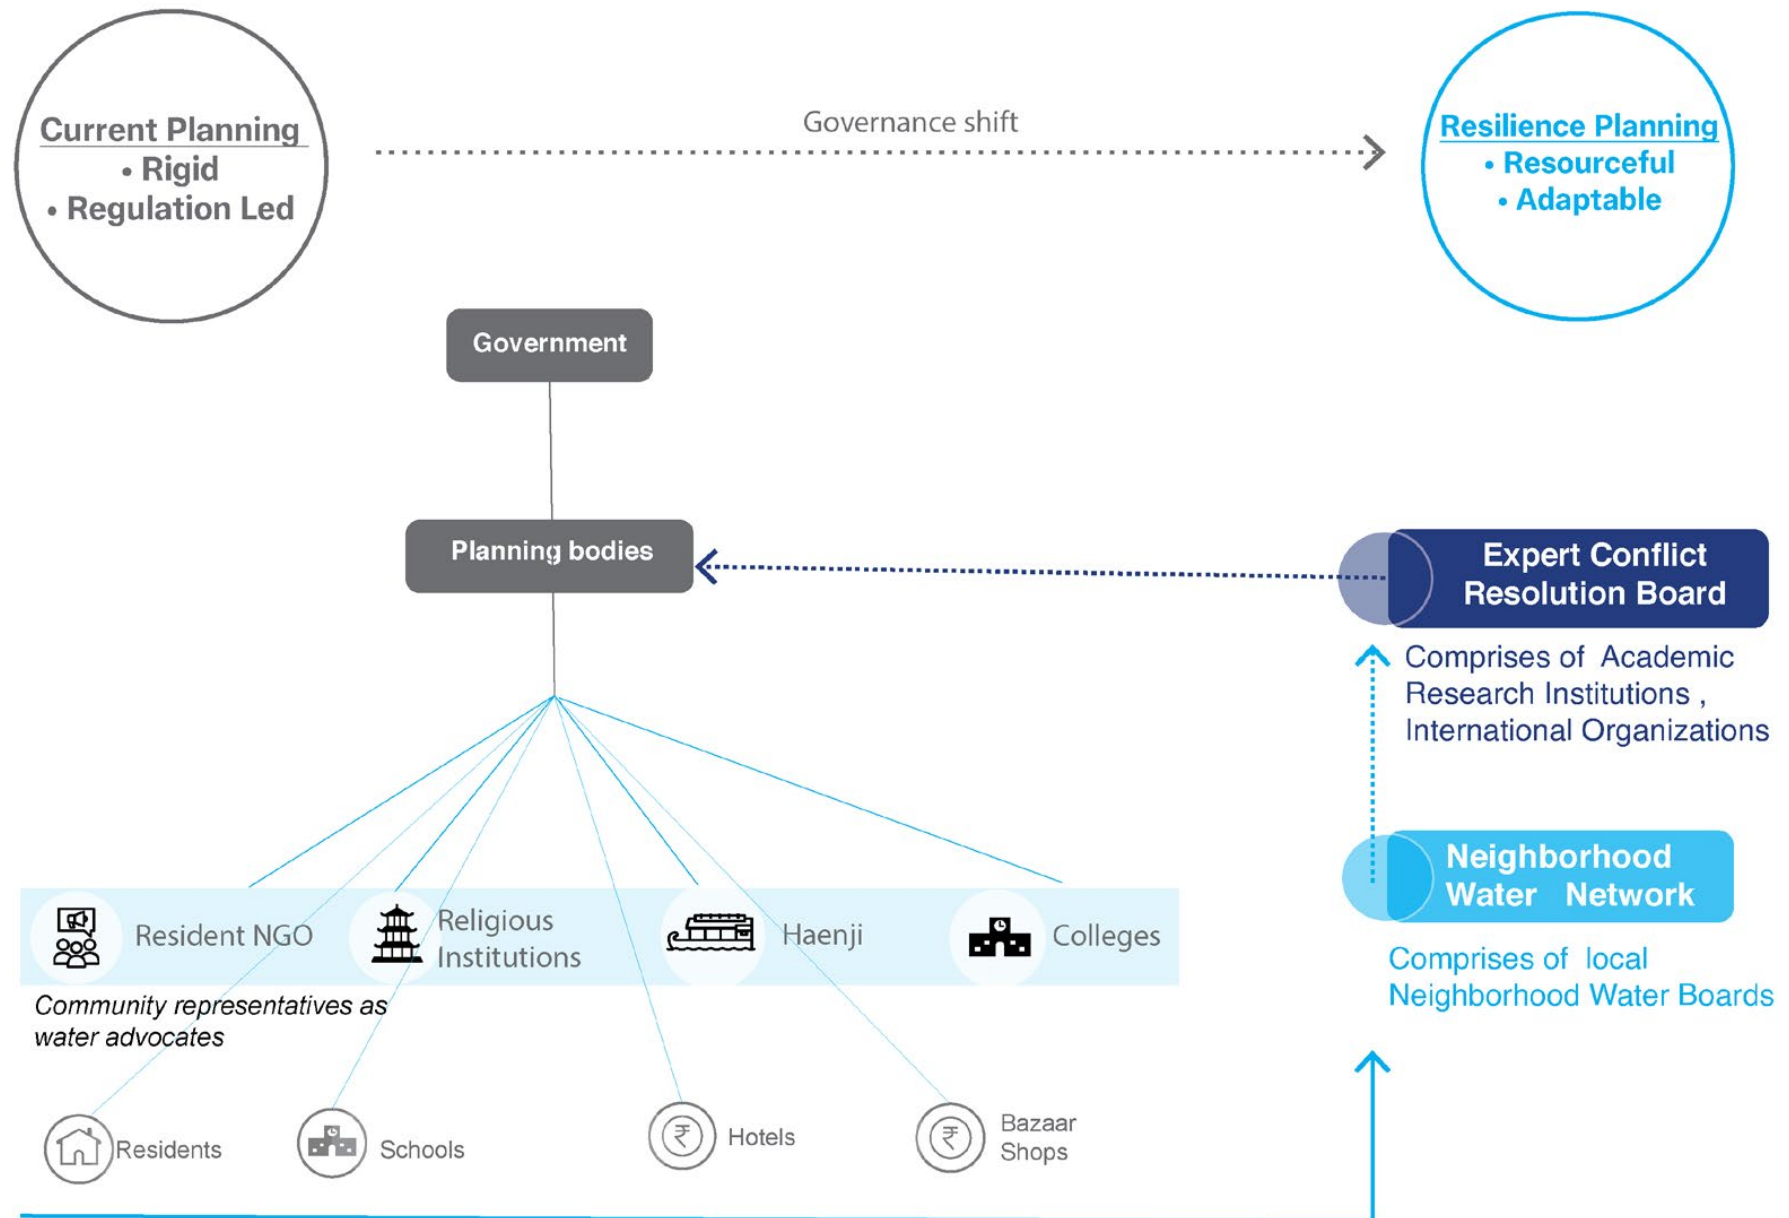 Current Planning
• Rigid
• Regulation Led
Governance shift
Resilience Planning
• Resourceful
• Adaptable
Government
Planning bodies
Expert Conflict
Resolution Board
Comprises of Academic
Research Institutions ,
International Organizations
Neighborhood
Water Network
Comprises of local
Neighborhood Water Boards
Resident NGO
Religious
Institutions
Haenji
Colleges
Community representatives as
water advocates
Residents
Schools
₹
Hotels
₹
Bazaar
Shops